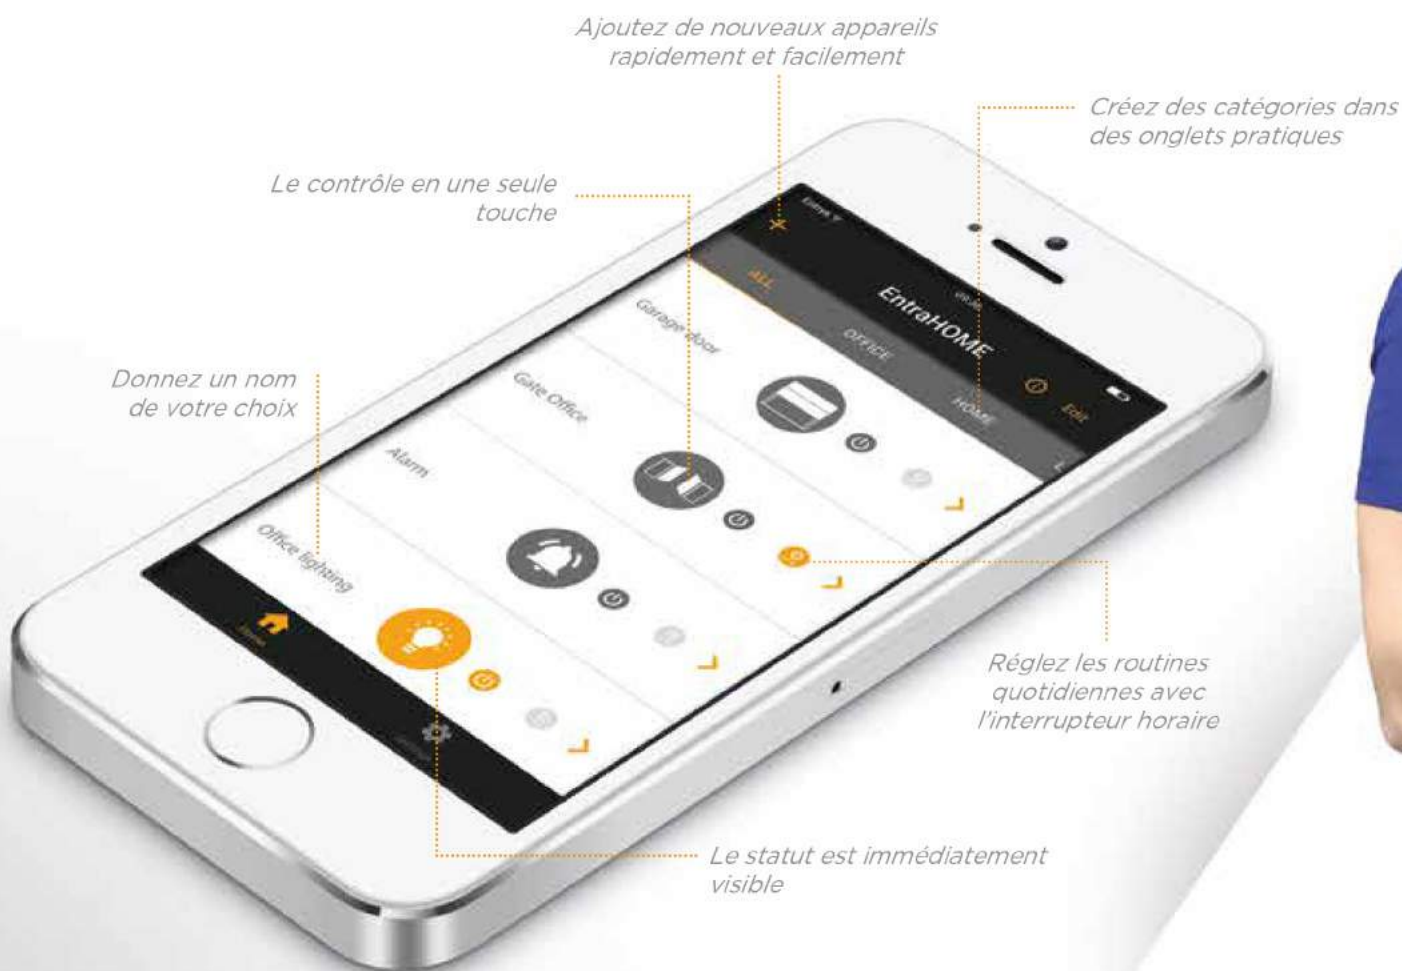 Ajoutez de nouveaux appareils
rapidement et facilement
Créez des catégories dans
des onglets pratiques
Le contrôle en une seule
touche
Donnez un nom
de votre choix
EntraHOME
Edit
ALL
OFFICE
HOME
Garage door
Gate Office
Alarm
Office lighting
Home
Réglez les routines
quotidiennes avec
l'interrupteur horaire
Le statut est immédiatement
visible